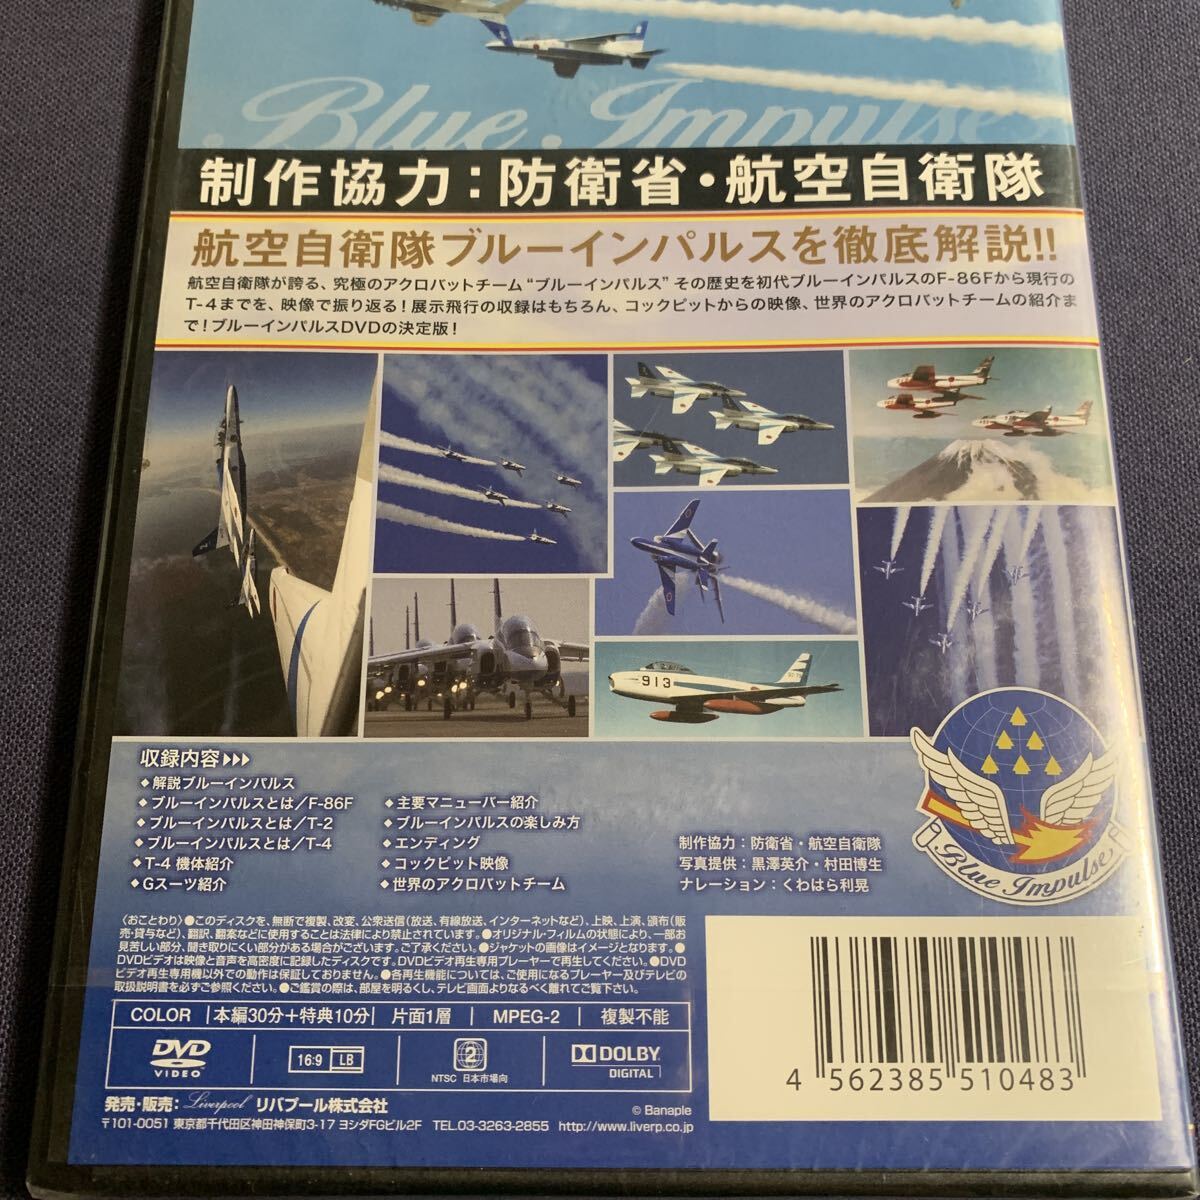 Blue Impulse
制作協力：防衛省・航空自衛隊
航空自衛隊ブルーインパルスを徹底解説!!
航空自衛隊が誇る、究極のアクロバットチーム“ブルーインパルス”その歴史を初代ブルーインパルスのF-86Fから現行の
T-4までを、映像で振り返る！展示飛行の収録はもちろん、コックピットからの映像、世界のアクロバットチームの紹介ま
で！ブルーインパルスDVDの決定版！
913
収録内容
◆解説ブルーインパルス
◆ブルーインパルスとは／F-86F
◆ブルーインパルスとは／T-2
◆ブルーインパルスとは／T-4
◆T-4 機体紹介
◆Gスーツ紹介
◆主要マニューバー紹介
◆ブルーインパルスの楽しみ方
◆エンディング
◆コックピット映像
◆世界のアクロバットチーム
制作協力：防衛省・航空自衛隊
写真提供：黒澤英介・村田博生
ナレーション：くわはら利晃
Blue Impulse
〈おことわり〉●このディスクを、無断で複製、改変、公衆送信(放送、有線放送、インターネットなど)、上映、上演、頒布(販
売・貸与など)、翻訳、翻案などに使用することは法律により禁止されています。●オリジナル・フィルムの状態により、一部お
見苦しい部分、聞き取りにくい部分がある場合がございます。ご了承ください。●ジャケットの画像はイメージとなります。●
DVDビデオは映像と音声を高密度に記録したディスクです。DVDビデオ再生専用プレーヤーで再生してください。●DVD
ビデオ再生専用機以外での動作は保証しておりません。●各再生機能については、ご使用になるプレーヤー及びテレビの
取扱説明書を必ずご参照ください。●ご鑑賞の際は、部屋を明るくし、テレビ画面よりなるべく離れてご覧下さい。
COLOR | 本編30分＋特典10分 | 片面1層 | MPEG-2 | 複製不能
DVD VIDEO
16:9 LB
2 NTSC 日本市場向
DOLBY DIGITAL
発売・販売： Liverpool リバプール株式会社
© Banaple
〒101-0051 東京都千代田区神田神保町3-17 ヨシダFGビル2F TEL.03-3263-2855 http://www.liverp.co.jp
4 562385 510483